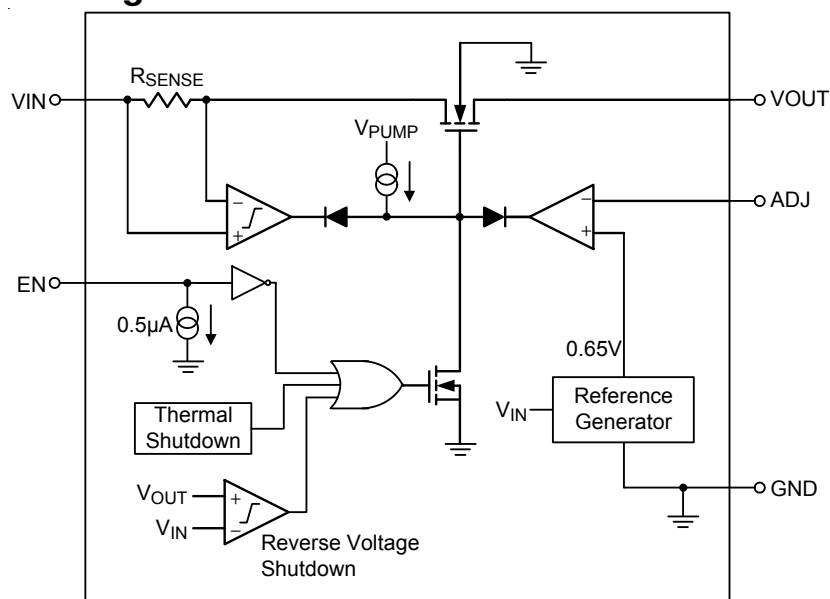 VIN
RSENSE
VOUT
VPUMP
−
+
−
+
ADJ
EN
0.5µA
0.65V
Thermal
Shutdown
VIN
Reference
Generator
VOUT
+
VIN
−
GND
Reverse Voltage
Shutdown